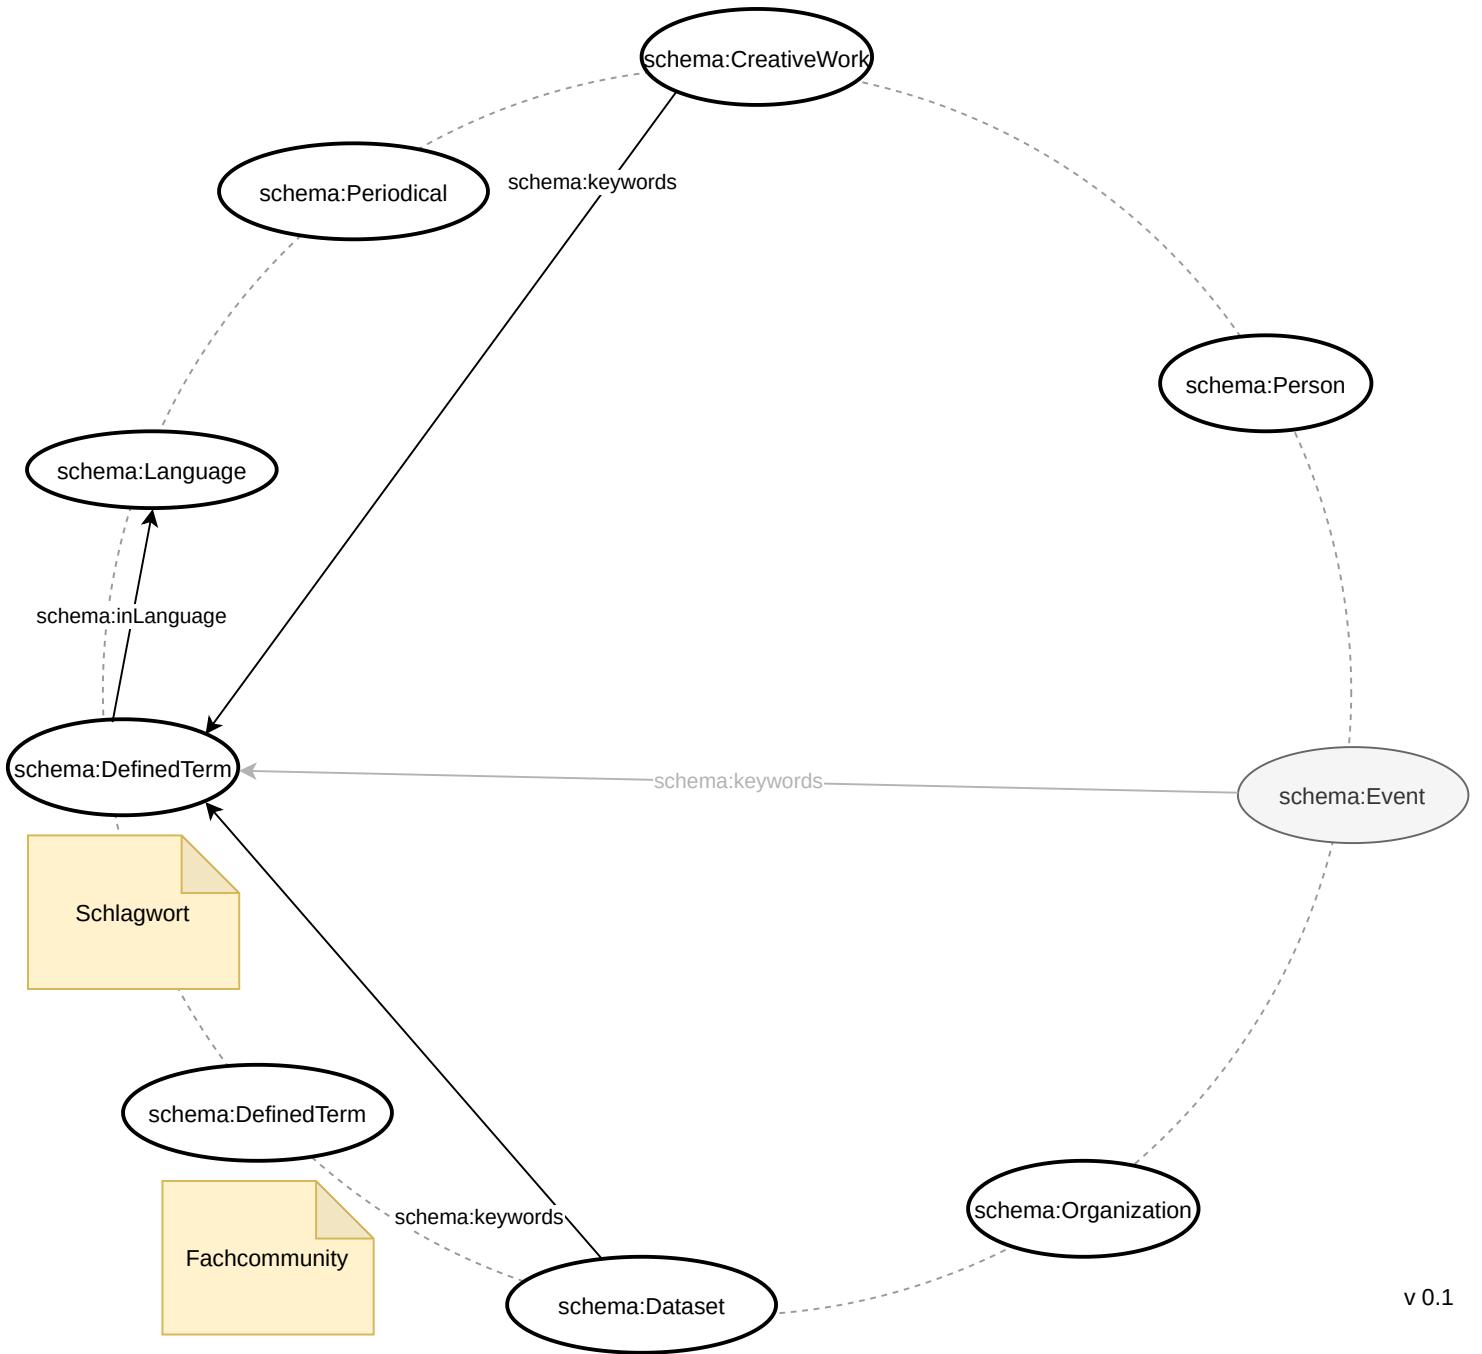 schema:CreativeWork
schema:keywords
schema:Periodical
schema:Person
schema:Language
schema:inLanguage
schema:DefinedTerm
schema:keywords
schema:Event
Schlagwort
schema:DefinedTerm
schema:keywords
schema:Organization
Fachcommunity
schema:Dataset
v 0.1